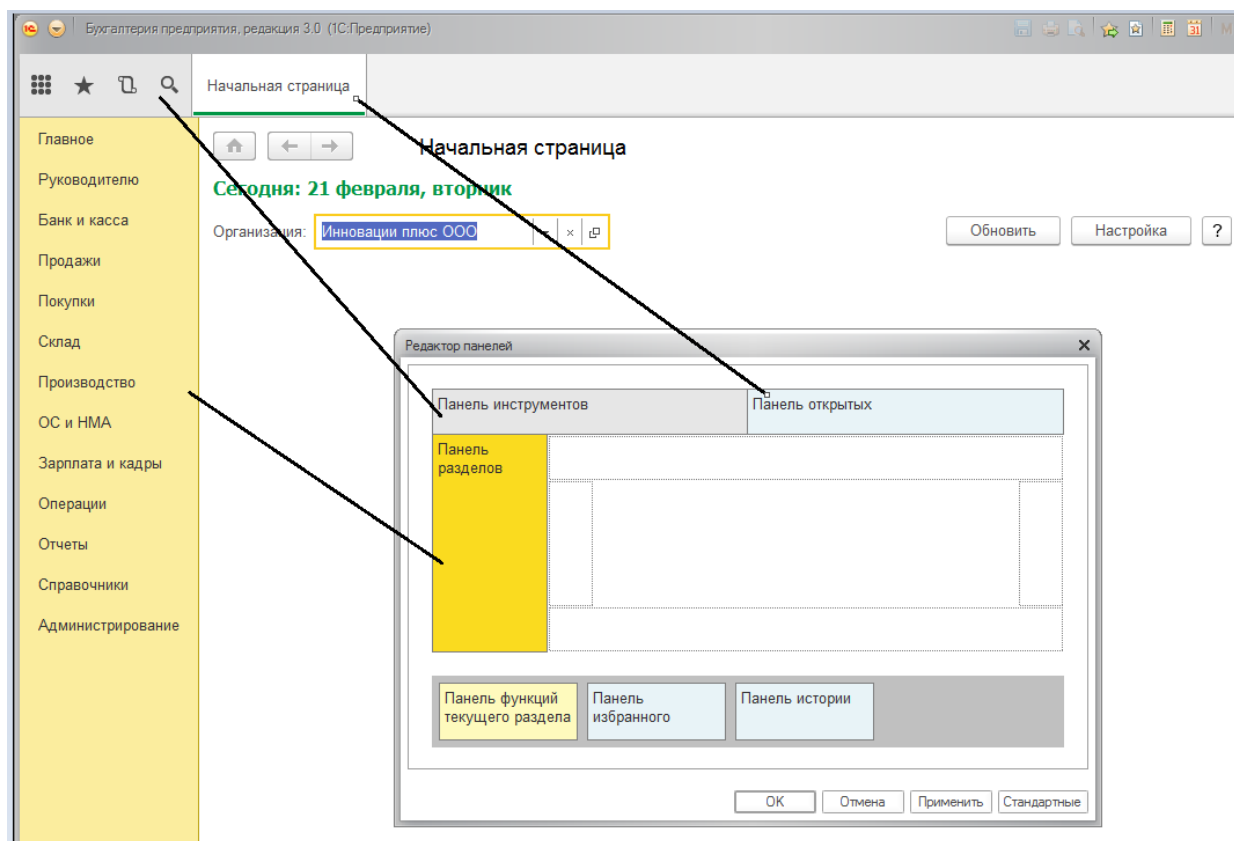 Бухгалтерия предприятия, редакция 3.0 (1С:Предприятие)
31
M
Начальная страница
Главное
Руководителю
Банк и касса
Продажи
Покупки
Склад
Производство
ОС и НМА
Зарплата и кадры
Операции
Отчеты
Справочники
Администрирование
Начальная страница
Сегодня: 21 февраля, вторник
Организация: Инновации плюс ООО
Обновить Настройка ?
Редактор панелей
Панель инструментов
Панель открытых
Панель
разделов
Панель функций
текущего раздела
Панель
избранного
Панель истории
OK Отмена Применить Стандартные